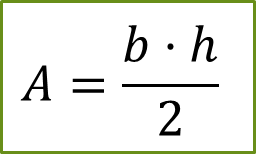 A = b · h / 2